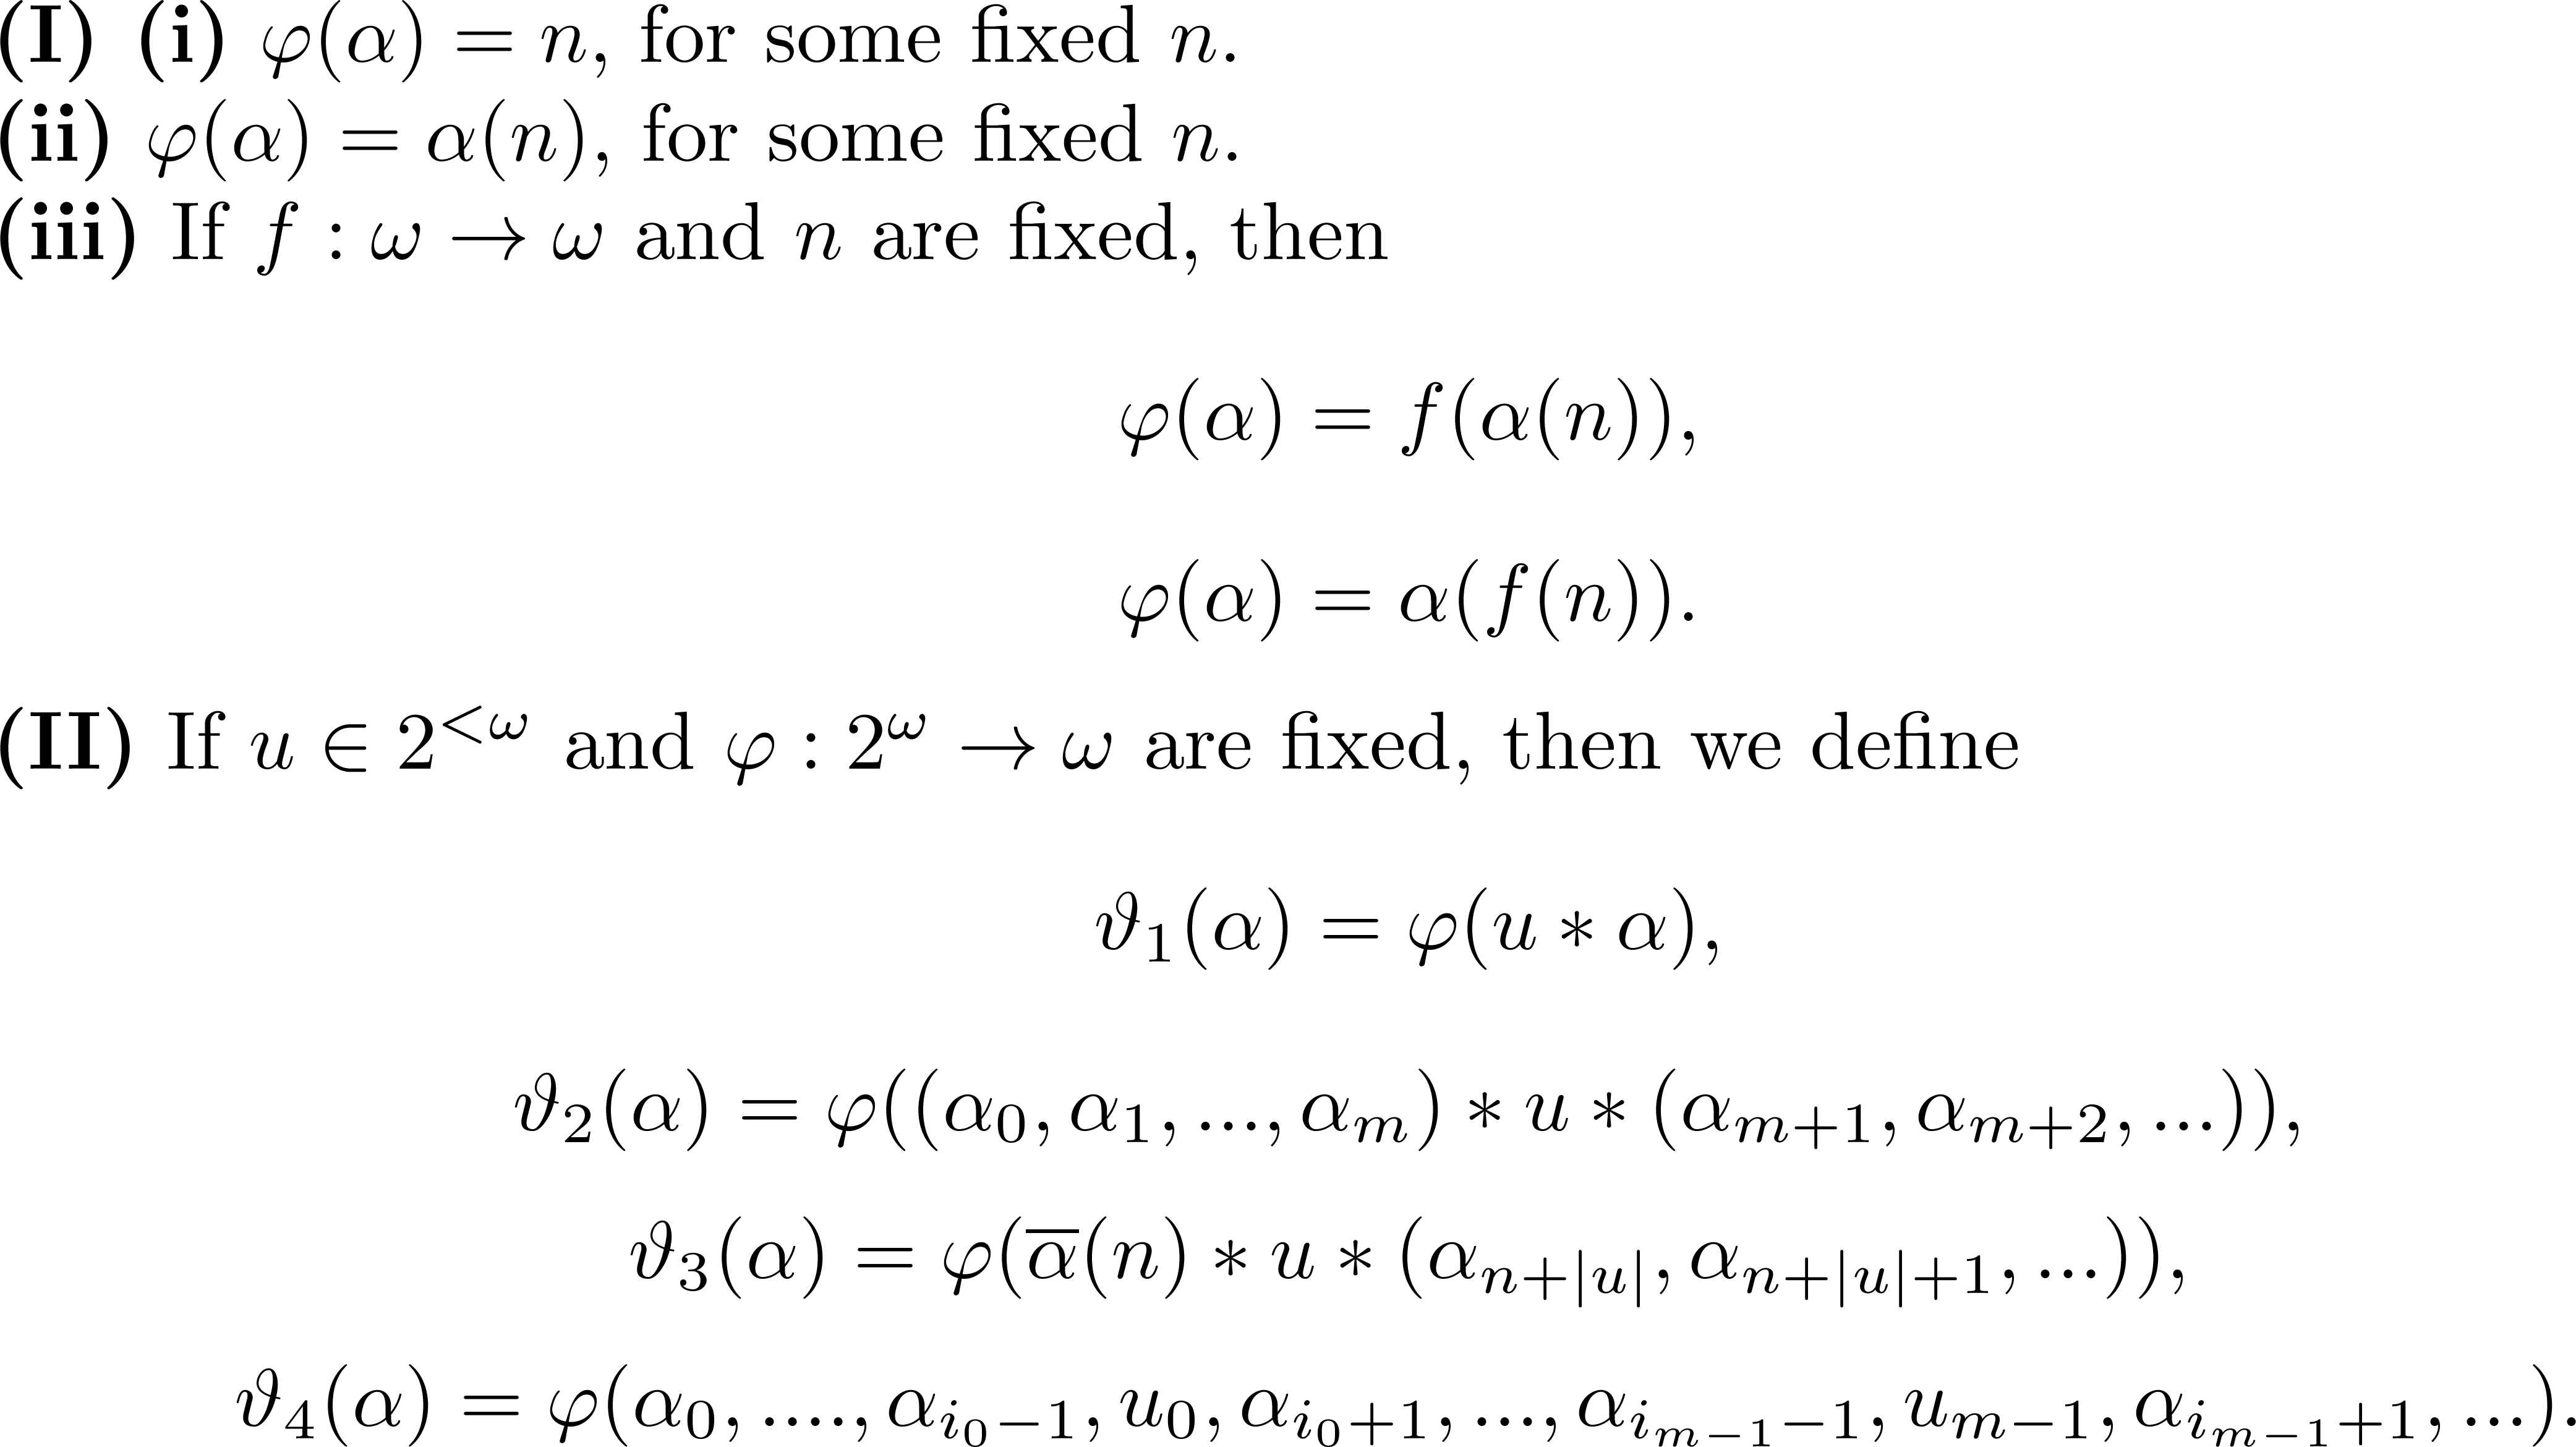 (I) (i) φ(α) = n, for some fixed n.
(ii) φ(α) = α(n), for some fixed n.
(iii) If f : ω → ω and n are fixed, then
φ(α) = f(α(n)),
φ(α) = α(f(n)).
(II) If u ∈ 2^{<ω} and φ : 2^ω → ω are fixed, then we define
ϑ_1(α) = φ(u ∗ α),
ϑ_2(α) = φ((α_0, α_1, ..., α_m) ∗ u ∗ (α_{m+1}, α_{m+2}, ...)),
ϑ_3(α) = φ(\overline{α}(n) ∗ u ∗ (α_{n+|u|}, α_{n+|u|+1}, ...)),
ϑ_4(α) = φ(α_0, ...., α_{i_0−1}, u_0, α_{i_0+1}, ..., α_{i_{m−1}−1}, u_{m−1}, α_{i_{m−1}+1}, ...).